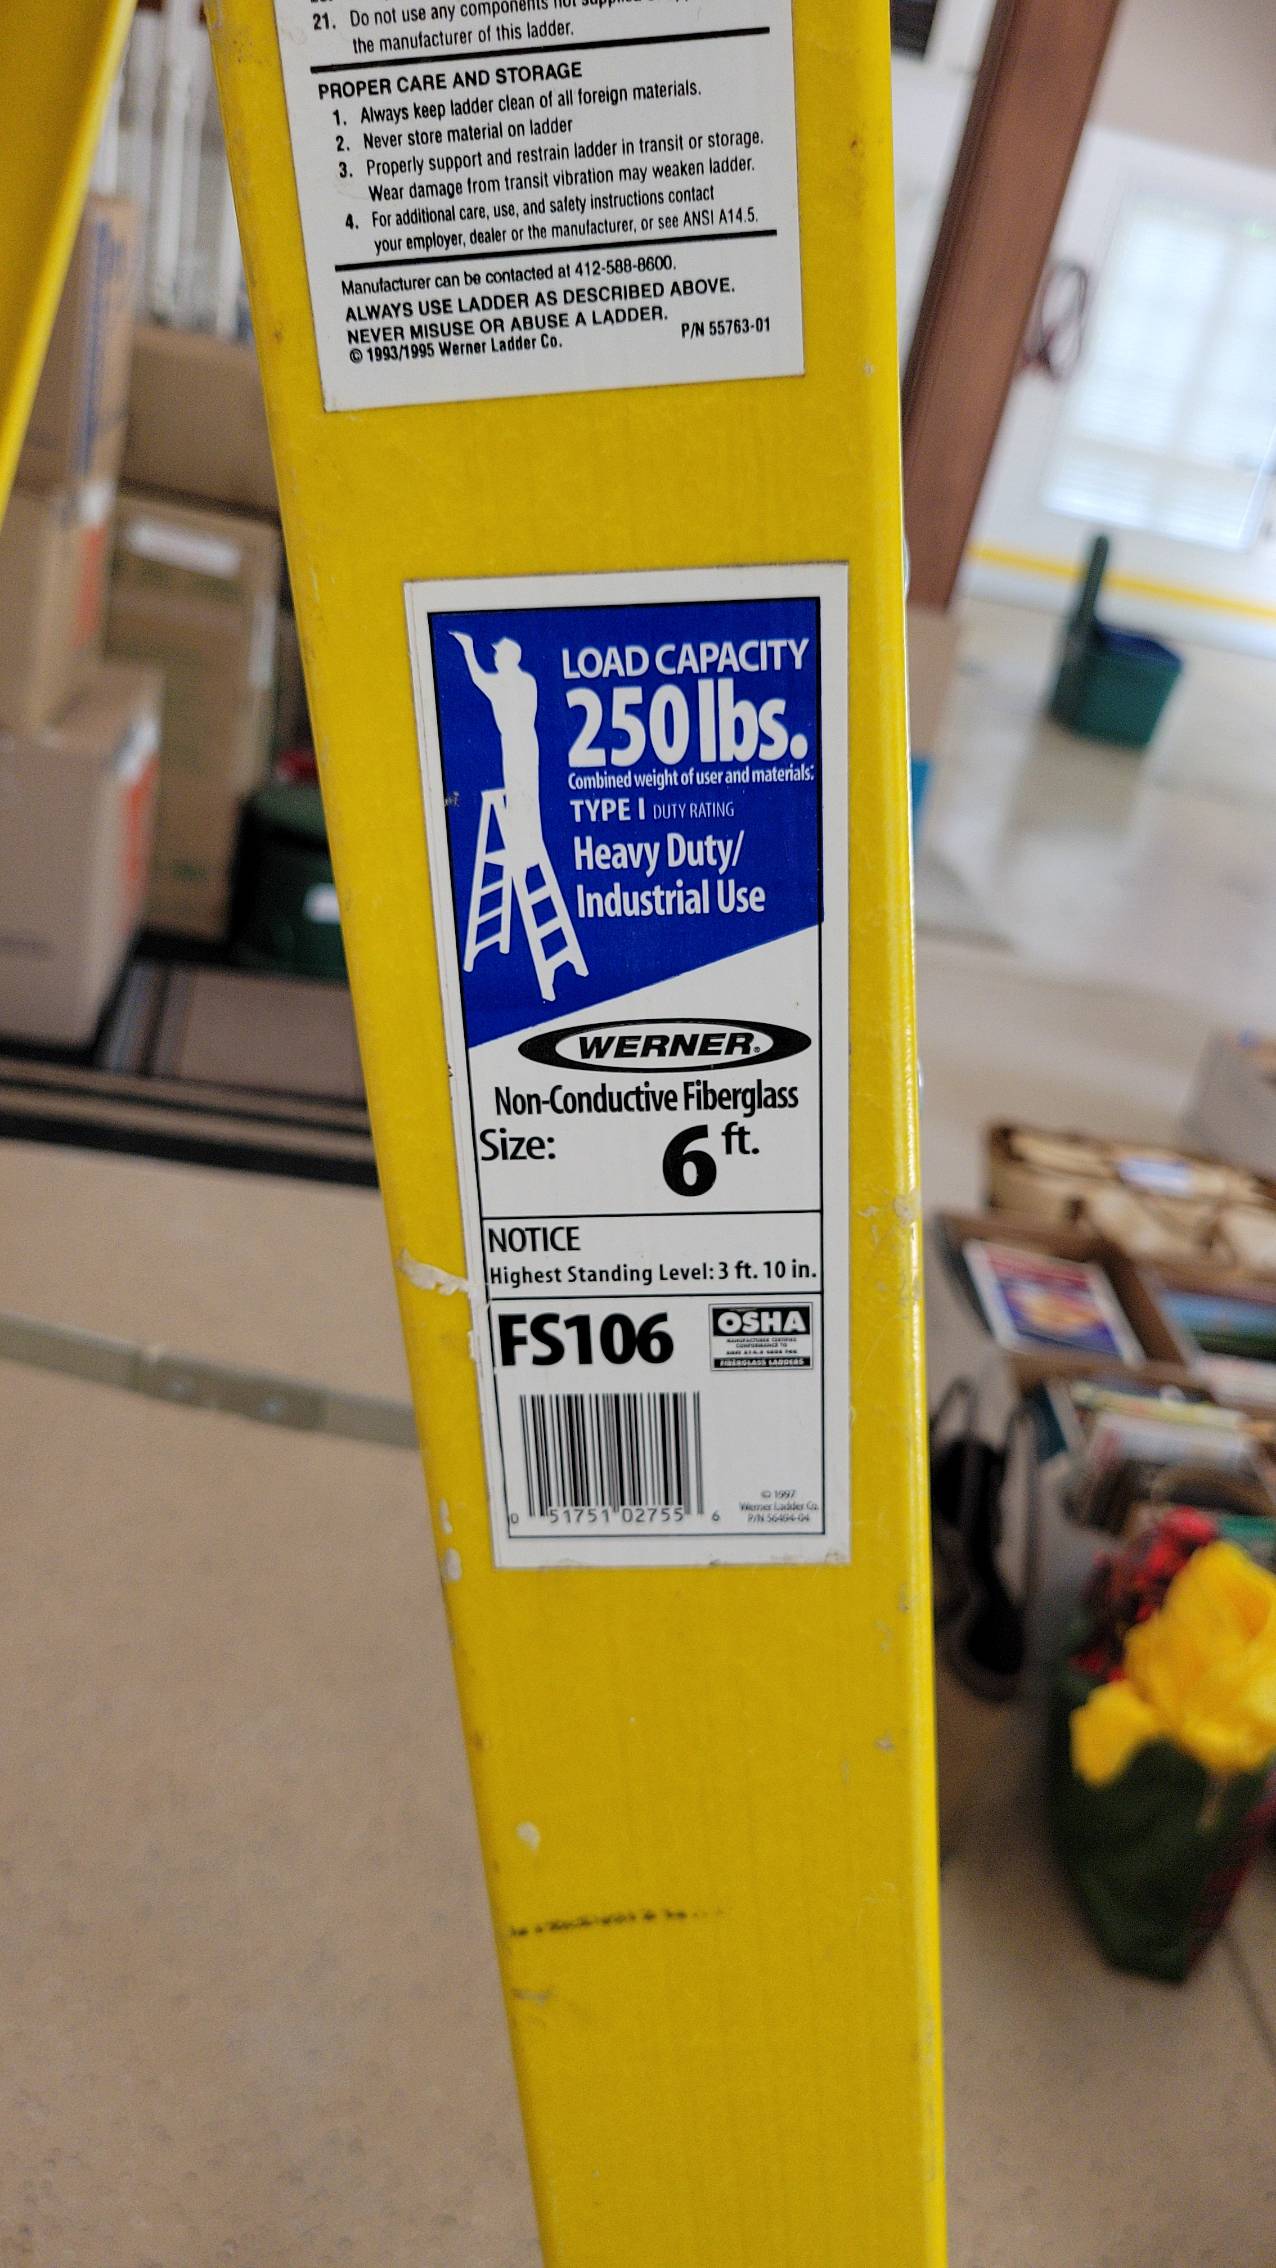 21. Do not use any components not
the manufacturer of this ladder.
PROPER CARE AND STORAGE
1. Always keep ladder clean of all foreign materials.
2. Never store material on ladder
3. Properly support and restrain ladder in transit or storage.
Wear damage from transit vibration may weaken ladder.
4. For additional care, use, and safety instructions contact
your employer, dealer or the manufacturer, or see ANSI A14.5.
Manufacturer can be contacted at 412-588-8600.
ALWAYS USE LADDER AS DESCRIBED ABOVE.
NEVER MISUSE OR ABUSE A LADDER.
© 1993/1995 Werner Ladder Co. P/N 55763-01
LOAD CAPACITY
250 lbs.
Combined weight of user and materials:
TYPE I DUTY RATING
Heavy Duty/
Industrial Use
WERNER®
Non-Conductive Fiberglass
Size: 6 ft.
NOTICE
Highest Standing Level: 3 ft. 10 in.
FS106
OSHA
FIBERGLASS LADDERS
0 51751 02755 6
© 1997
Werner Ladder Co.
P/N 56494-04